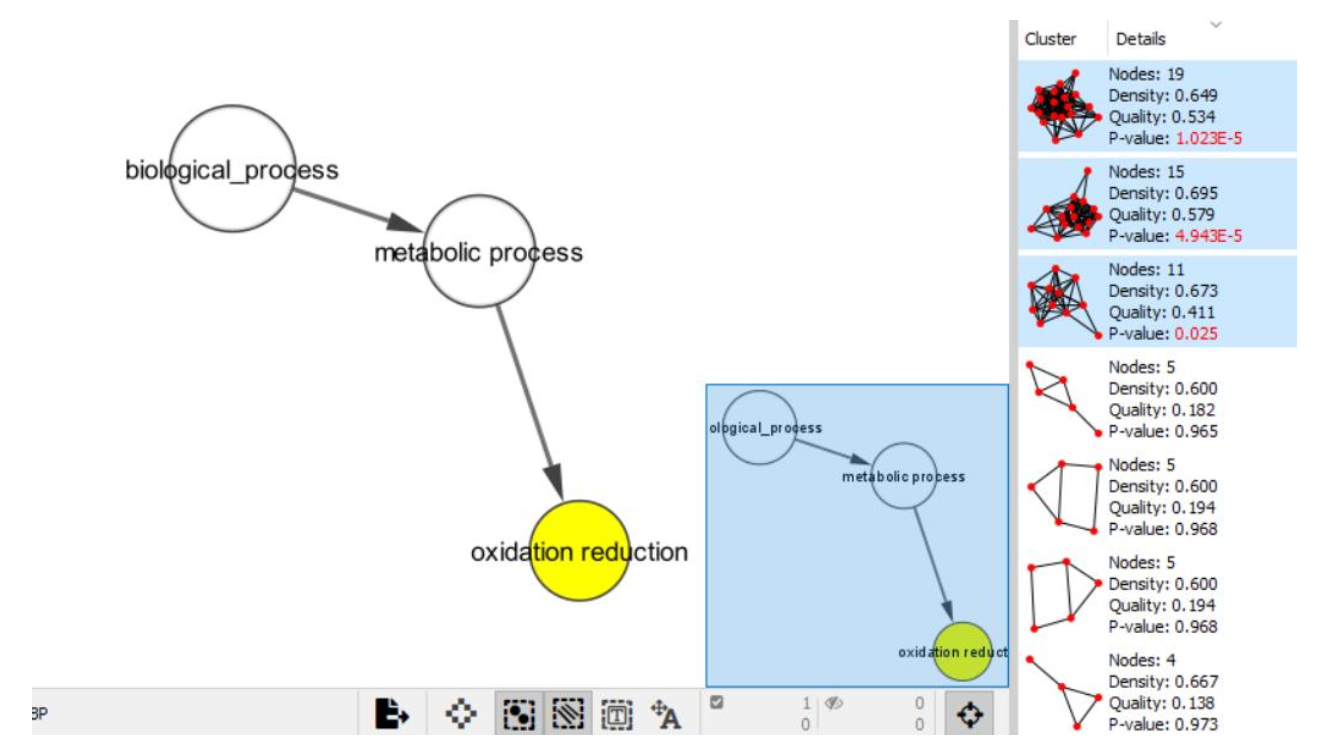 biological_process
metabolic process
oxidation reduction
ological_process
metabolic process
oxidation reduct
BP
T
A
1
0
0
0
Cluster Details
Nodes: 19
Density: 0.649
Quality: 0.534
P-value: 1.023E-5
Nodes: 15
Density: 0.695
Quality: 0.579
P-value: 4.943E-5
Nodes: 11
Density: 0.673
Quality: 0.411
P-value: 0.025
Nodes: 5
Density: 0.600
Quality: 0.182
P-value: 0.965
Nodes: 5
Density: 0.600
Quality: 0.194
P-value: 0.968
Nodes: 5
Density: 0.600
Quality: 0.194
P-value: 0.968
Nodes: 4
Density: 0.667
Quality: 0.138
P-value: 0.973